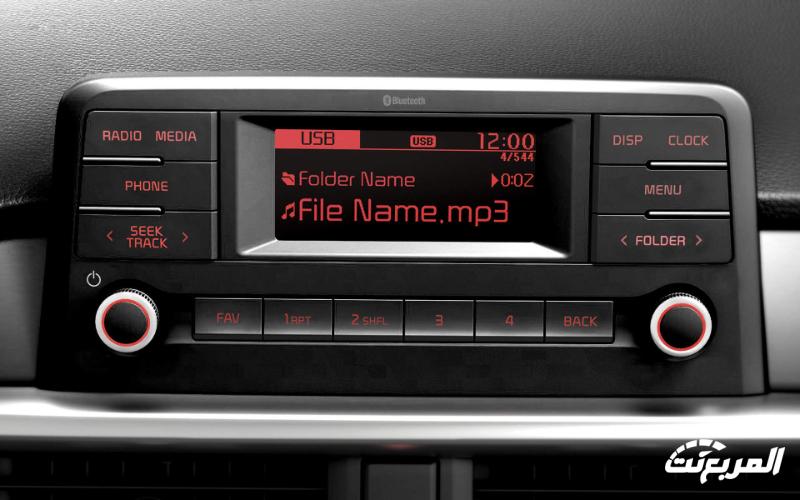 Bluetooth
RADIO MEDIA
PHONE
< SEEK TRACK >
USB USB 12:00
4/544
Folder Name 0:02
File Name.mp3
DISP CLOCK
MENU
< FOLDER >
FAV 1 RPT 2 SHFL 3 4 BACK
المربع نت